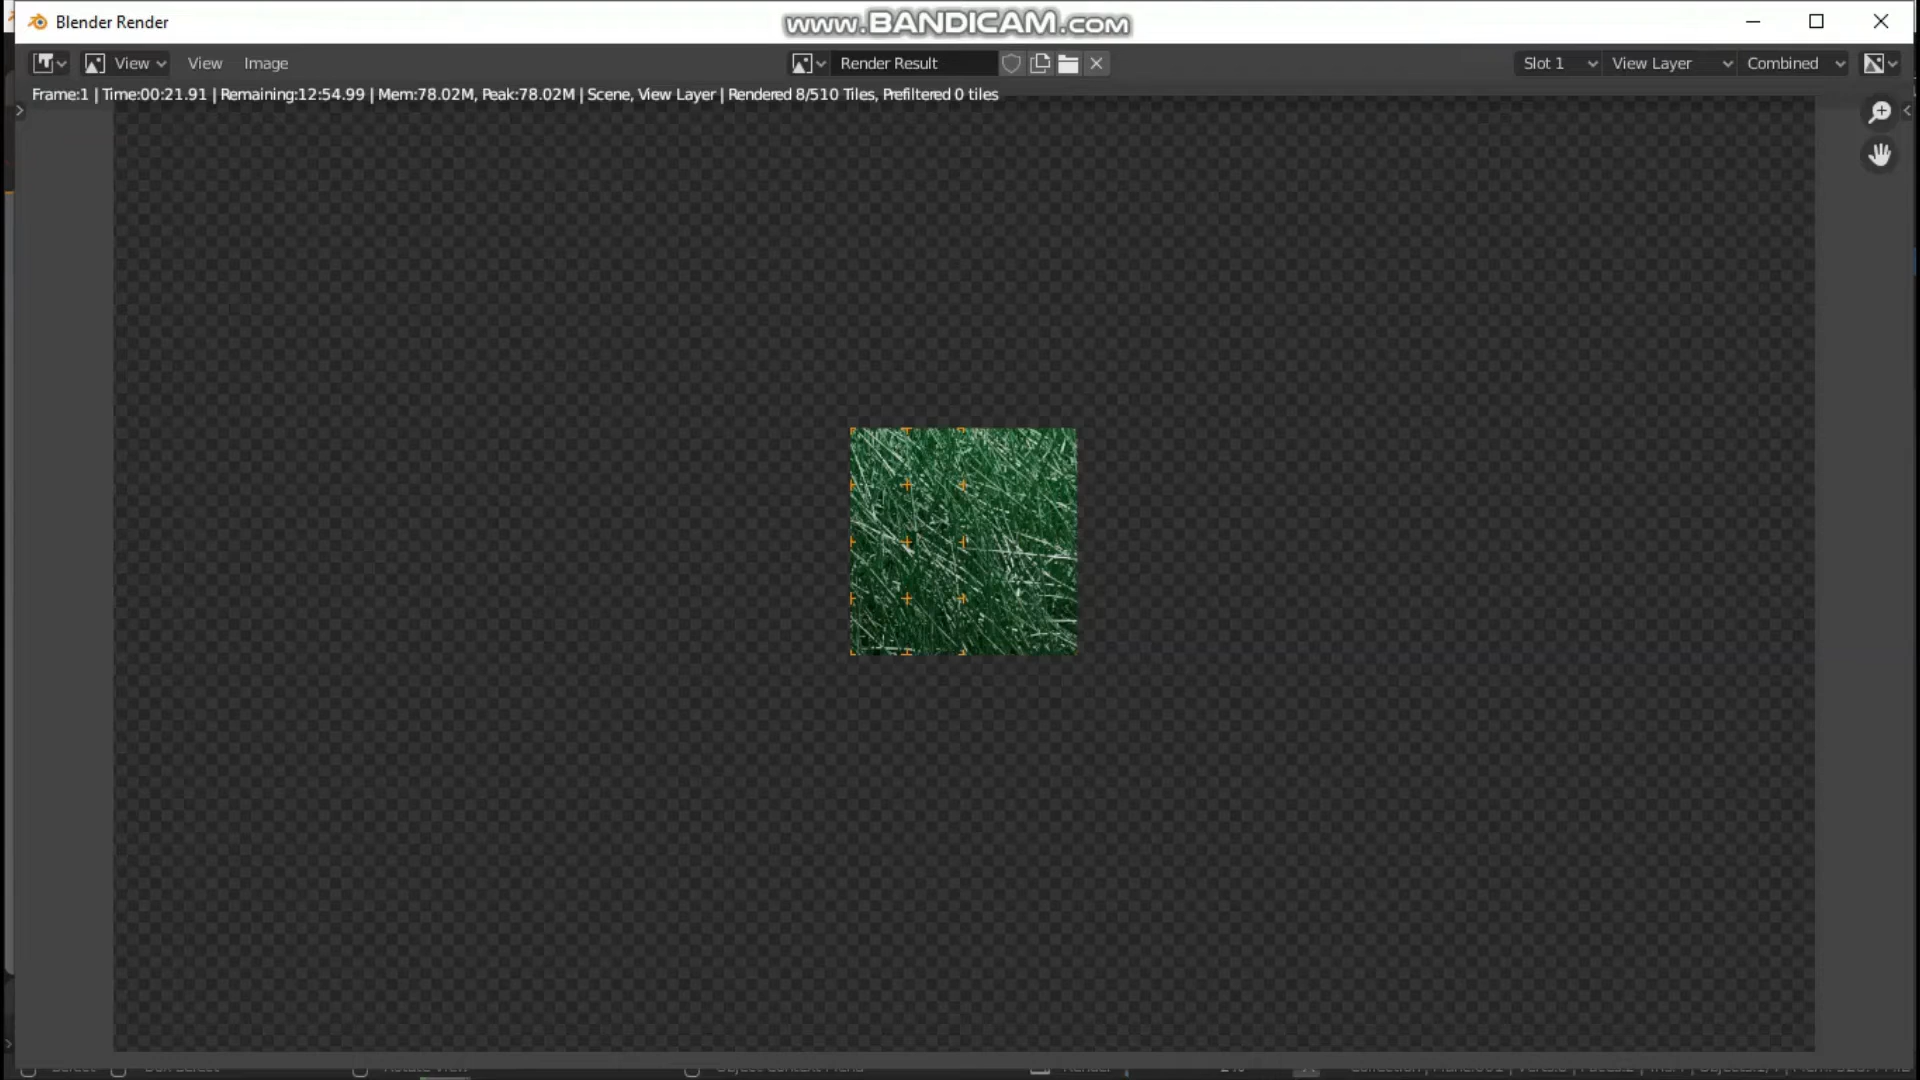 Blender Render
www.BANDICAM.com
View
View
Image
Render Result
Slot 1
View Layer
Combined
Frame:1 | Time:00:21.91 | Remaining:12:54.99 | Mem:78.02M, Peak:78.02M | Scene, View Layer | Rendered 8/510 Tiles, Prefiltered 0 tiles